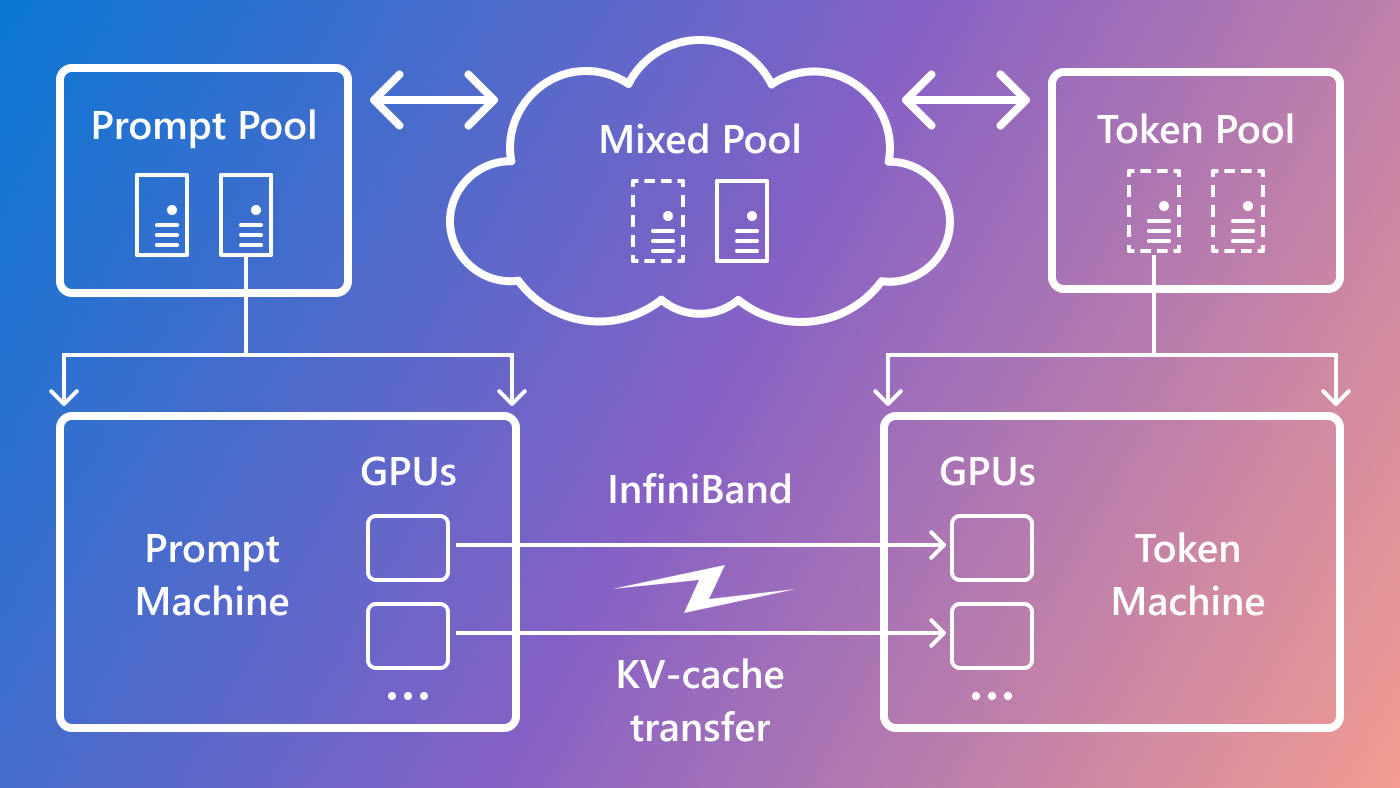 Prompt Pool
Mixed Pool
Token Pool
GPUs
Prompt
Machine
InfiniBand
KV-cache
transfer
GPUs
Token
Machine